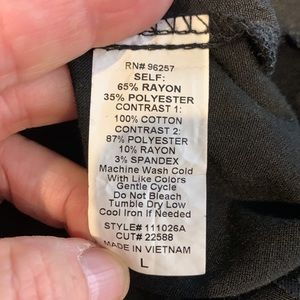 RN# 96257
SELF:
65% RAYON
35% POLYESTER
CONTRAST 1:
100% COTTON
CONTRAST 2:
87% POLYESTER
10% RAYON
3% SPANDEX
Machine Wash Cold
With Like Colors
Gentle Cycle
Do Not Bleach
Tumble Dry Low
Cool Iron If Needed
STYLE# 111026A
CUT# 22588
MADE IN VIETNAM
L